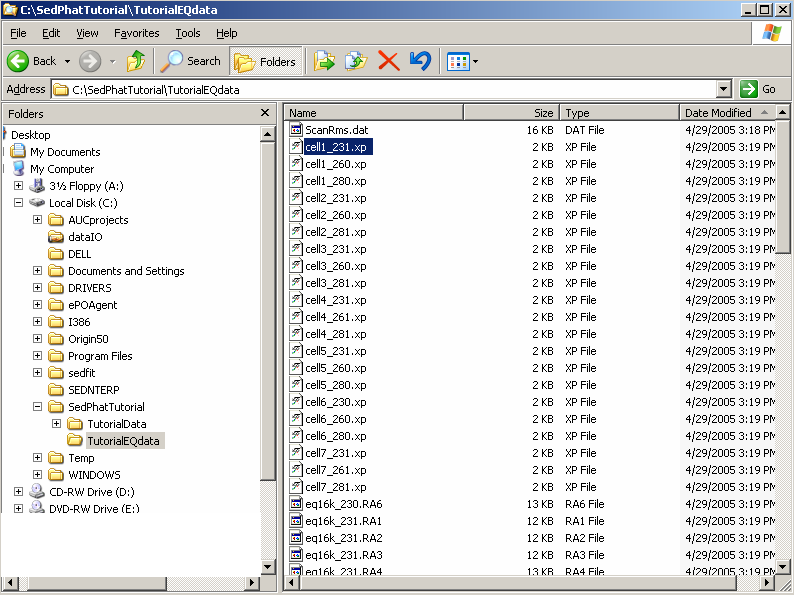 C:\SedPhatTutorial\TutorialEQdata
File Edit View Favorites Tools Help
Back Search Folders
Address C:\SedPhatTutorial\TutorialEQdata Go
Folders
Desktop
My Documents
My Computer
3½ Floppy (A:)
Local Disk (C:)
AUCprojects
dataIO
DELL
Documents and Settings
DRIVERS
ePOAgent
I386
Origin50
Program Files
sedfit
SEDNTERP
SedPhatTutorial
TutorialData
TutorialEQdata
Temp
WINDOWS
CD-RW Drive (D:)
DVD-RW Drive (E:)
Name Size Type Date Modified
ScanRms.dat 16 KB DAT File 4/29/2005 3:18 PM
cell1_231.xp 2 KB XP File 4/29/2005 3:19 PM
cell1_260.xp 2 KB XP File 4/29/2005 3:19 PM
cell1_280.xp 2 KB XP File 4/29/2005 3:19 PM
cell2_231.xp 2 KB XP File 4/29/2005 3:19 PM
cell2_260.xp 2 KB XP File 4/29/2005 3:19 PM
cell2_281.xp 2 KB XP File 4/29/2005 3:19 PM
cell3_231.xp 2 KB XP File 4/29/2005 3:19 PM
cell3_260.xp 2 KB XP File 4/29/2005 3:19 PM
cell3_281.xp 2 KB XP File 4/29/2005 3:19 PM
cell4_231.xp 2 KB XP File 4/29/2005 3:19 PM
cell4_261.xp 2 KB XP File 4/29/2005 3:19 PM
cell4_281.xp 2 KB XP File 4/29/2005 3:19 PM
cell5_231.xp 2 KB XP File 4/29/2005 3:19 PM
cell5_260.xp 2 KB XP File 4/29/2005 3:19 PM
cell5_280.xp 2 KB XP File 4/29/2005 3:19 PM
cell6_230.xp 2 KB XP File 4/29/2005 3:19 PM
cell6_260.xp 2 KB XP File 4/29/2005 3:19 PM
cell6_280.xp 2 KB XP File 4/29/2005 3:19 PM
cell7_231.xp 2 KB XP File 4/29/2005 3:19 PM
cell7_261.xp 2 KB XP File 4/29/2005 3:19 PM
cell7_281.xp 2 KB XP File 4/29/2005 3:19 PM
eq16k_230.RA6 13 KB RA6 File 4/29/2005 3:19 PM
eq16k_231.RA1 12 KB RA1 File 4/29/2005 3:19 PM
eq16k_231.RA2 12 KB RA2 File 4/29/2005 3:19 PM
eq16k_231.RA3 12 KB RA3 File 4/29/2005 3:19 PM
eq16k_231.RA4 13 KB RA4 File 4/29/2005 3:19 PM